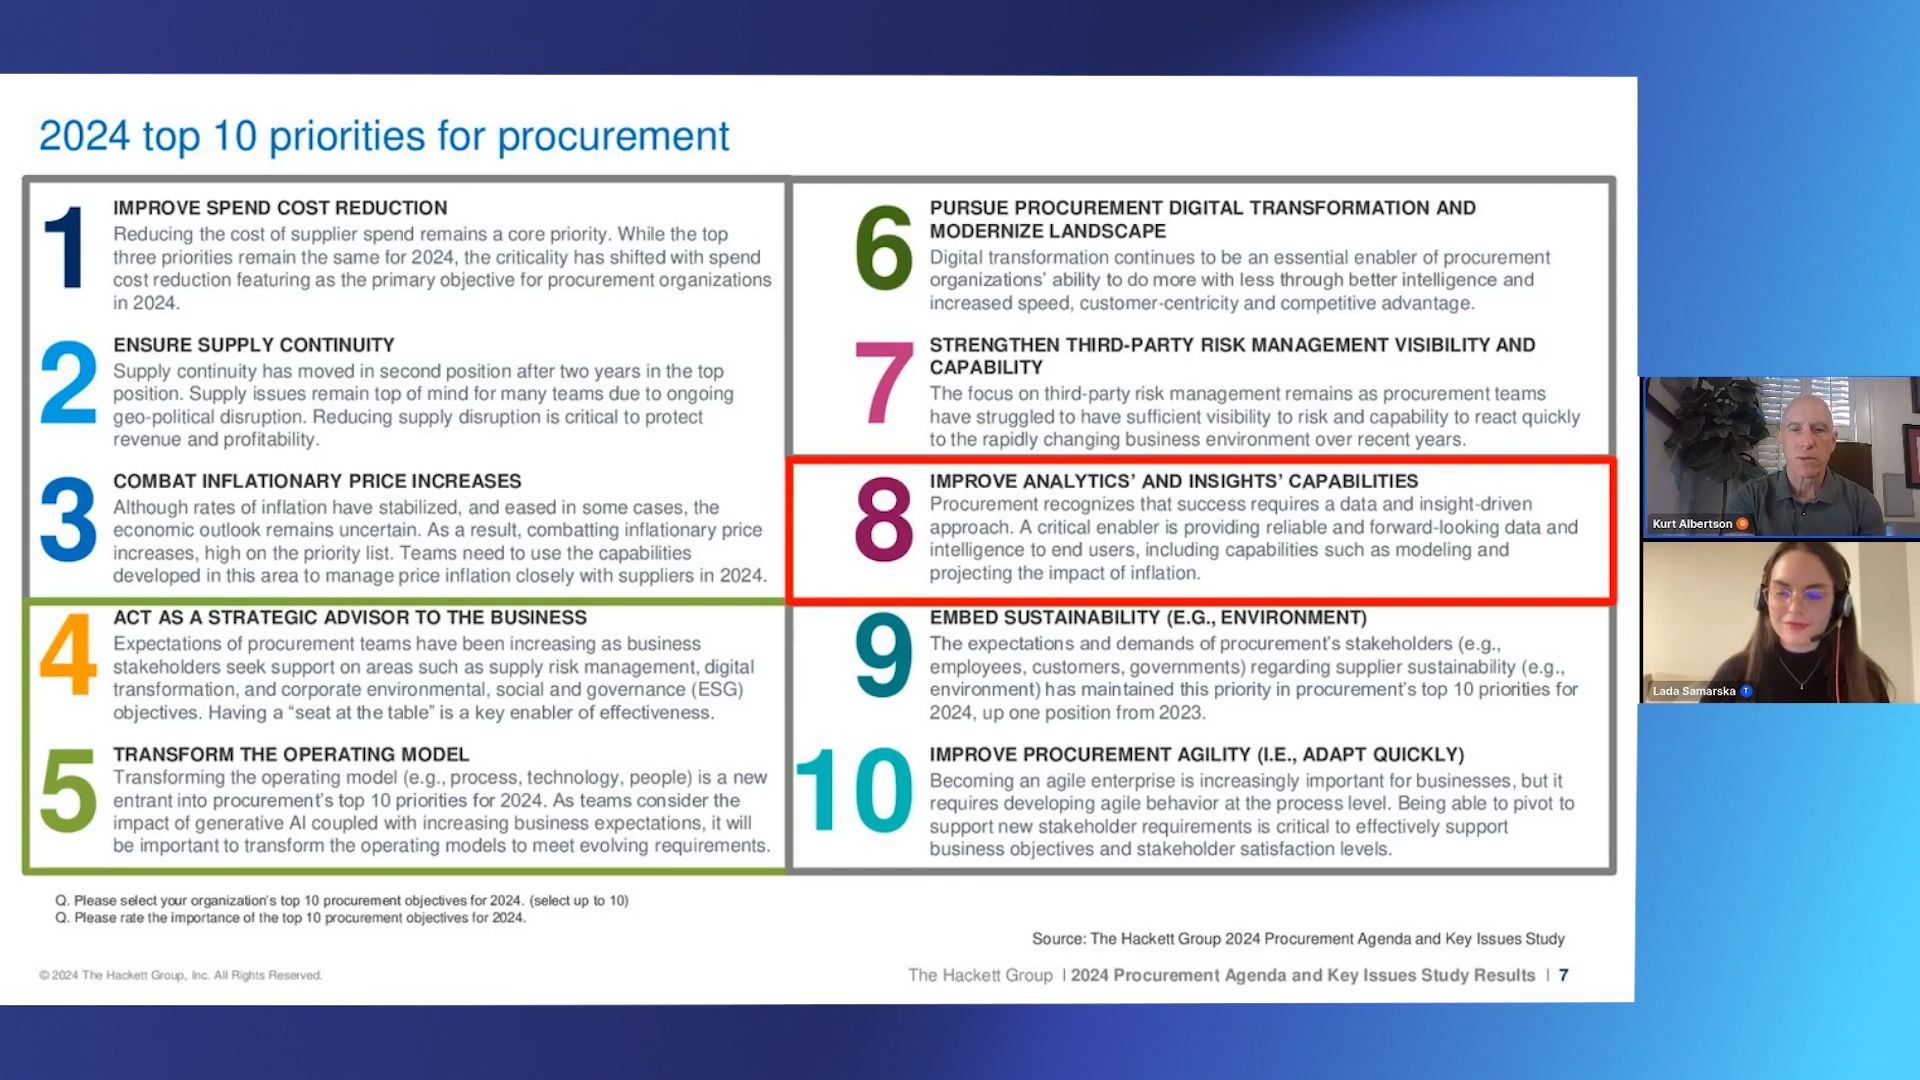 2024 top 10 priorities for procurement
1
IMPROVE SPEND COST REDUCTION
Reducing the cost of supplier spend remains a core priority. While the top
three priorities remain the same for 2024, the criticality has shifted with spend
cost reduction featuring as the primary objective for procurement organizations
in 2024.
2
ENSURE SUPPLY CONTINUITY
Supply continuity has moved in second position after two years in the top
position. Supply issues remain top of mind for many teams due to ongoing
geo-political disruption. Reducing supply disruption is critical to protect
revenue and profitability.
3
COMBAT INFLATIONARY PRICE INCREASES
Although rates of inflation have stabilized, and eased in some cases, the
economic outlook remains uncertain. As a result, combatting inflationary price
increases, high on the priority list. Teams need to use the capabilities
developed in this area to manage price inflation closely with suppliers in 2024.
4
ACT AS A STRATEGIC ADVISOR TO THE BUSINESS
Expectations of procurement teams have been increasing as business
stakeholders seek support on areas such as supply risk management, digital
transformation, and corporate environmental, social and governance (ESG)
objectives. Having a “seat at the table” is a key enabler of effectiveness.
5
TRANSFORM THE OPERATING MODEL
Transforming the operating model (e.g., process, technology, people) is a new
entrant into procurement’s top 10 priorities for 2024. As teams consider the
impact of generative AI coupled with increasing business expectations, it will
be important to transform the operating models to meet evolving requirements.
6
PURSUE PROCUREMENT DIGITAL TRANSFORMATION AND
MODERNIZE LANDSCAPE
Digital transformation continues to be an essential enabler of procurement
organizations’ ability to do more with less through better intelligence and
increased speed, customer-centricity and competitive advantage.
7
STRENGTHEN THIRD-PARTY RISK MANAGEMENT VISIBILITY AND
CAPABILITY
The focus on third-party risk management remains as procurement teams
have struggled to have sufficient visibility to risk and capability to react quickly
to the rapidly changing business environment over recent years.
8
IMPROVE ANALYTICS’ AND INSIGHTS’ CAPABILITIES
Procurement recognizes that success requires a data and insight-driven
approach. A critical enabler is providing reliable and forward-looking data and
intelligence to end users, including capabilities such as modeling and
projecting the impact of inflation.
9
EMBED SUSTAINABILITY (E.G., ENVIRONMENT)
The expectations and demands of procurement’s stakeholders (e.g.,
employees, customers, governments) regarding supplier sustainability (e.g.,
environment) has maintained this priority in procurement’s top 10 priorities for
2024, up one position from 2023.
10
IMPROVE PROCUREMENT AGILITY (I.E., ADAPT QUICKLY)
Becoming an agile enterprise is increasingly important for businesses, but it
requires developing agile behavior at the process level. Being able to pivot to
support new stakeholder requirements is critical to effectively support
business objectives and stakeholder satisfaction levels.
Q. Please select your organization’s top 10 procurement objectives for 2024. (select up to 10)
Q. Please rate the importance of the top 10 procurement objectives for 2024.
Source: The Hackett Group 2024 Procurement Agenda and Key Issues Study
© 2024 The Hackett Group, Inc. All Rights Reserved.
The Hackett Group | 2024 Procurement Agenda and Key Issues Study Results | 7
Kurt Albertson
Lada Samarska